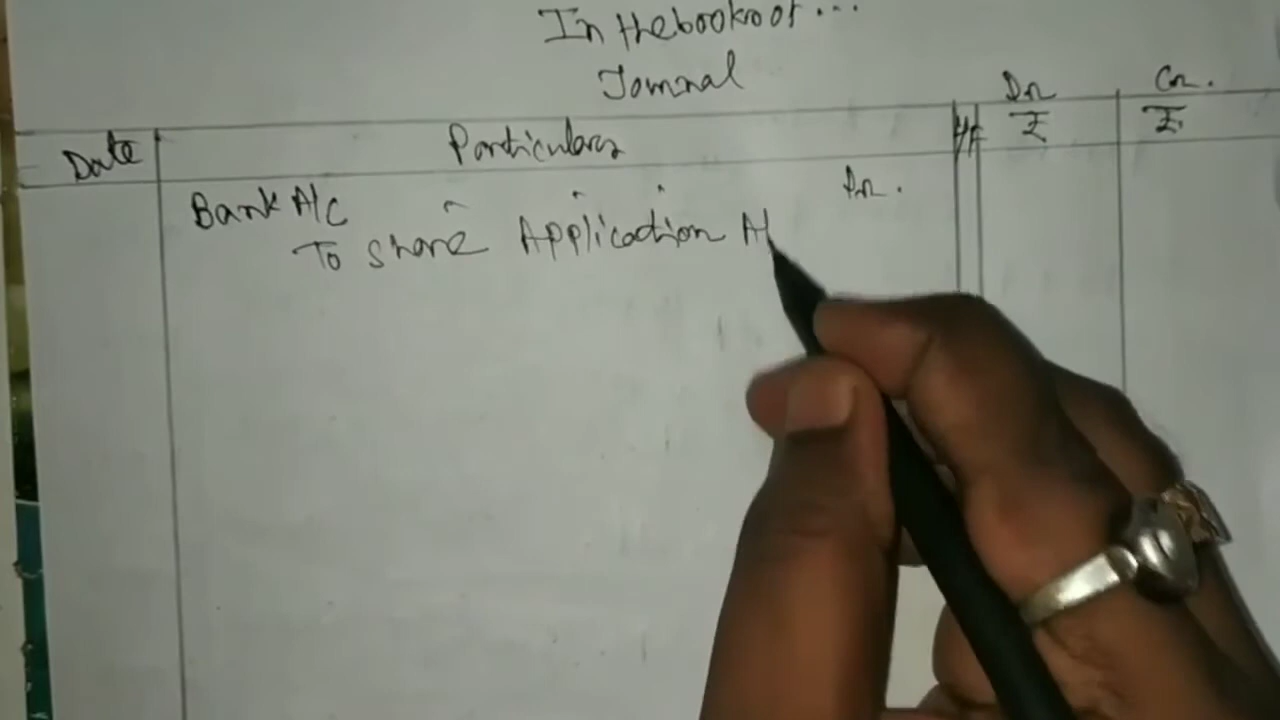 In the books of ...
Journal
Date Particulars L/F Dr ₹ Cr. ₹
Bank A/C Dr.
To Share Application A/